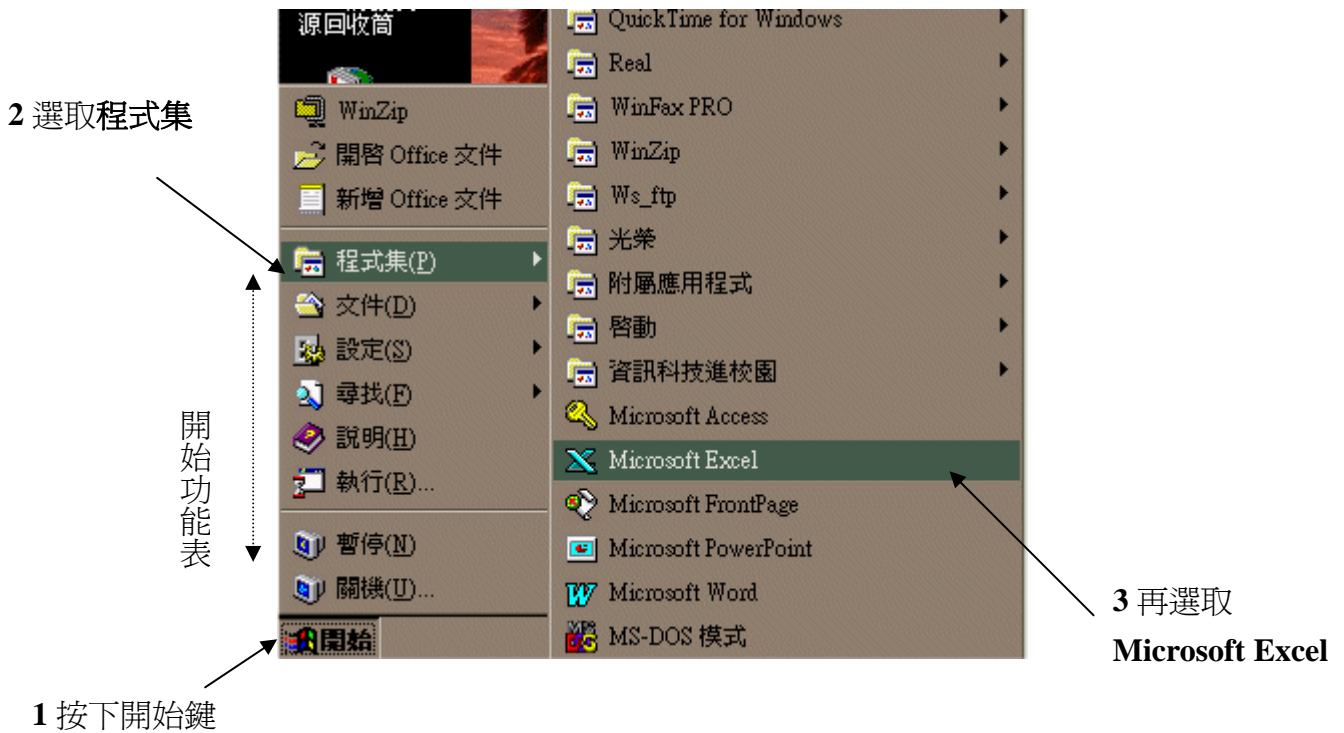 源回收筒
WinZip
開啓 Office 文件
新增 Office 文件
程式集(P)
文件(D)
設定(S)
尋找(F)
說明(H)
執行(R)...
暫停(N)
關機(U)...
開始
QuickTime for Windows
Real
WinFax PRO
WinZip
Ws_ftp
光榮
附屬應用程式
啓動
資訊科技進校園
Microsoft Access
Microsoft Excel
Microsoft FrontPage
Microsoft PowerPoint
Microsoft Word
MS-DOS 模式
2 選取程式集
開始功能表
1 按下開始鍵
3 再選取
Microsoft Excel